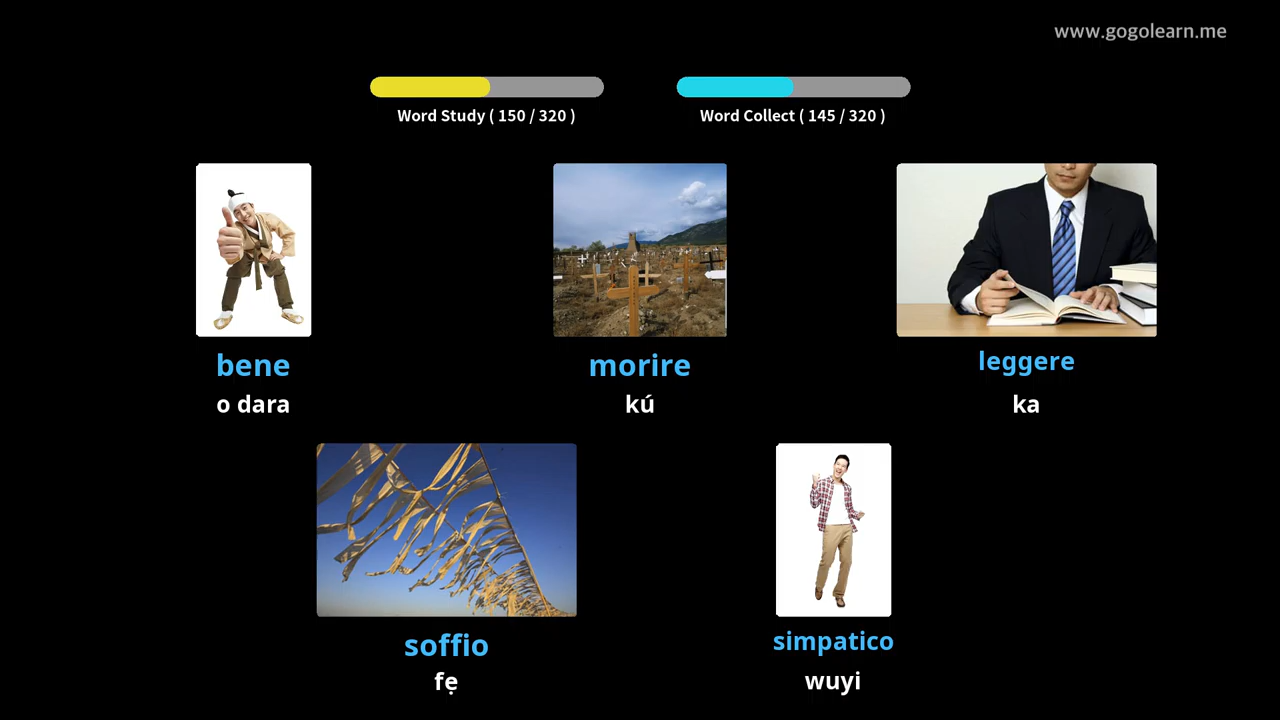 www.gogolearn.me
Word Study ( 150 / 320 )
Word Collect ( 145 / 320 )
bene
o dara
morire
kú
leggere
ka
soffio
fẹ
simpatico
wuyi